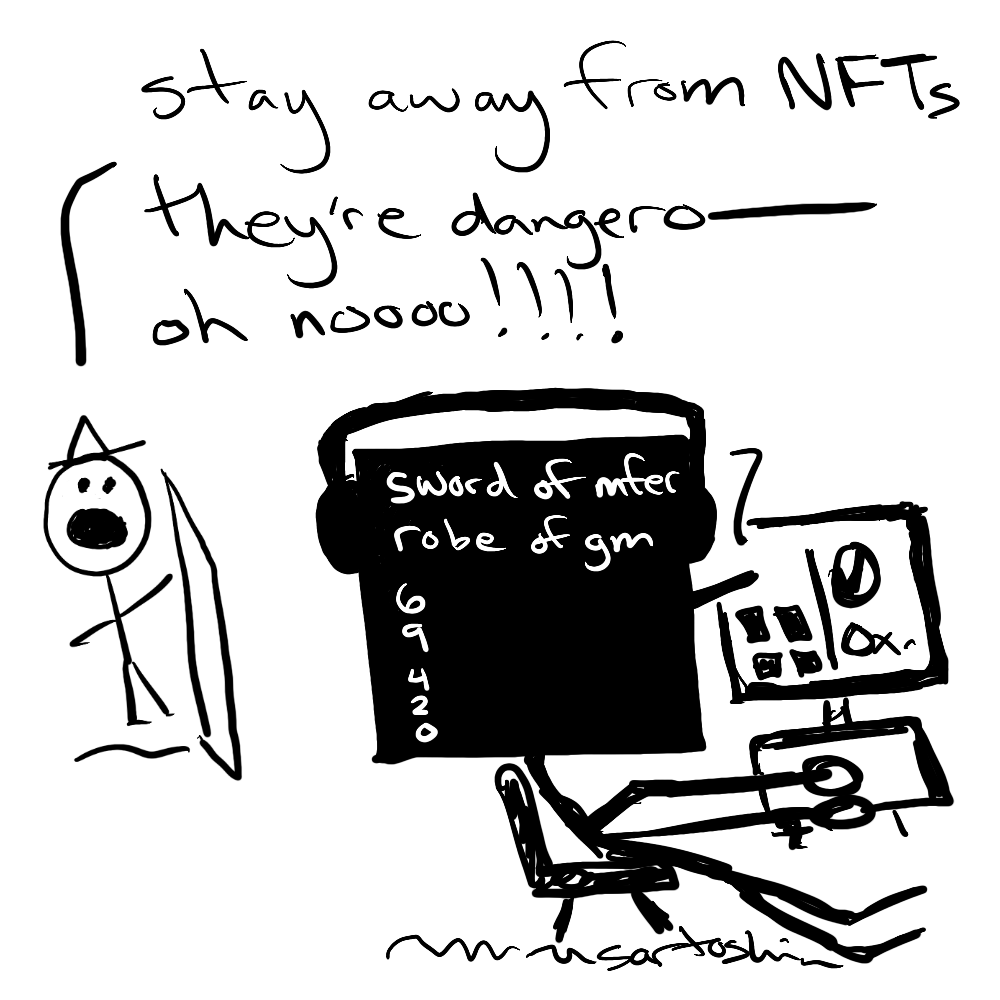 stay away from NFTs
they're dangero—
oh noooo!!!!
sword of mfer
robe of gm
6
9
4
2
0
0x.
sartoshi